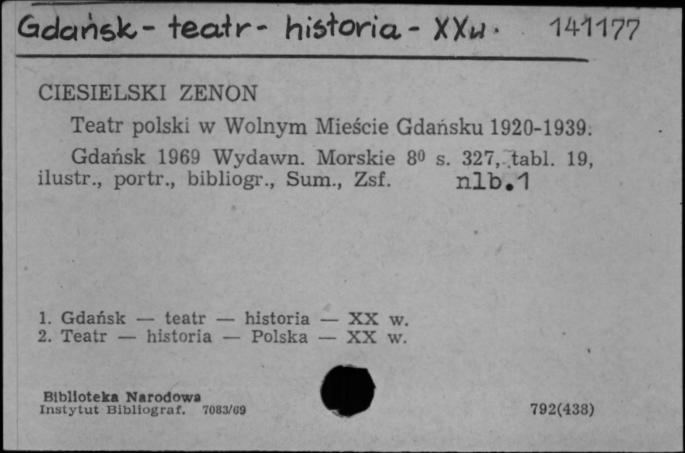 Gdańsk - teatr - historia - XX w. 141177
CIESIELSKI ZENON
Teatr polski w Wolnym Mieście Gdańsku 1920-1939.
Gdańsk 1969 Wydawn. Morskie 8⁰ s. 327, tabl. 19,
ilustr., portr., bibliogr., Sum., Zsf. nlb.1
1. Gdańsk — teatr — historia — XX w.
2. Teatr — historia — Polska — XX w.
Biblioteka Narodowa
Instytut Bibliograf. 7083/69 792(438)